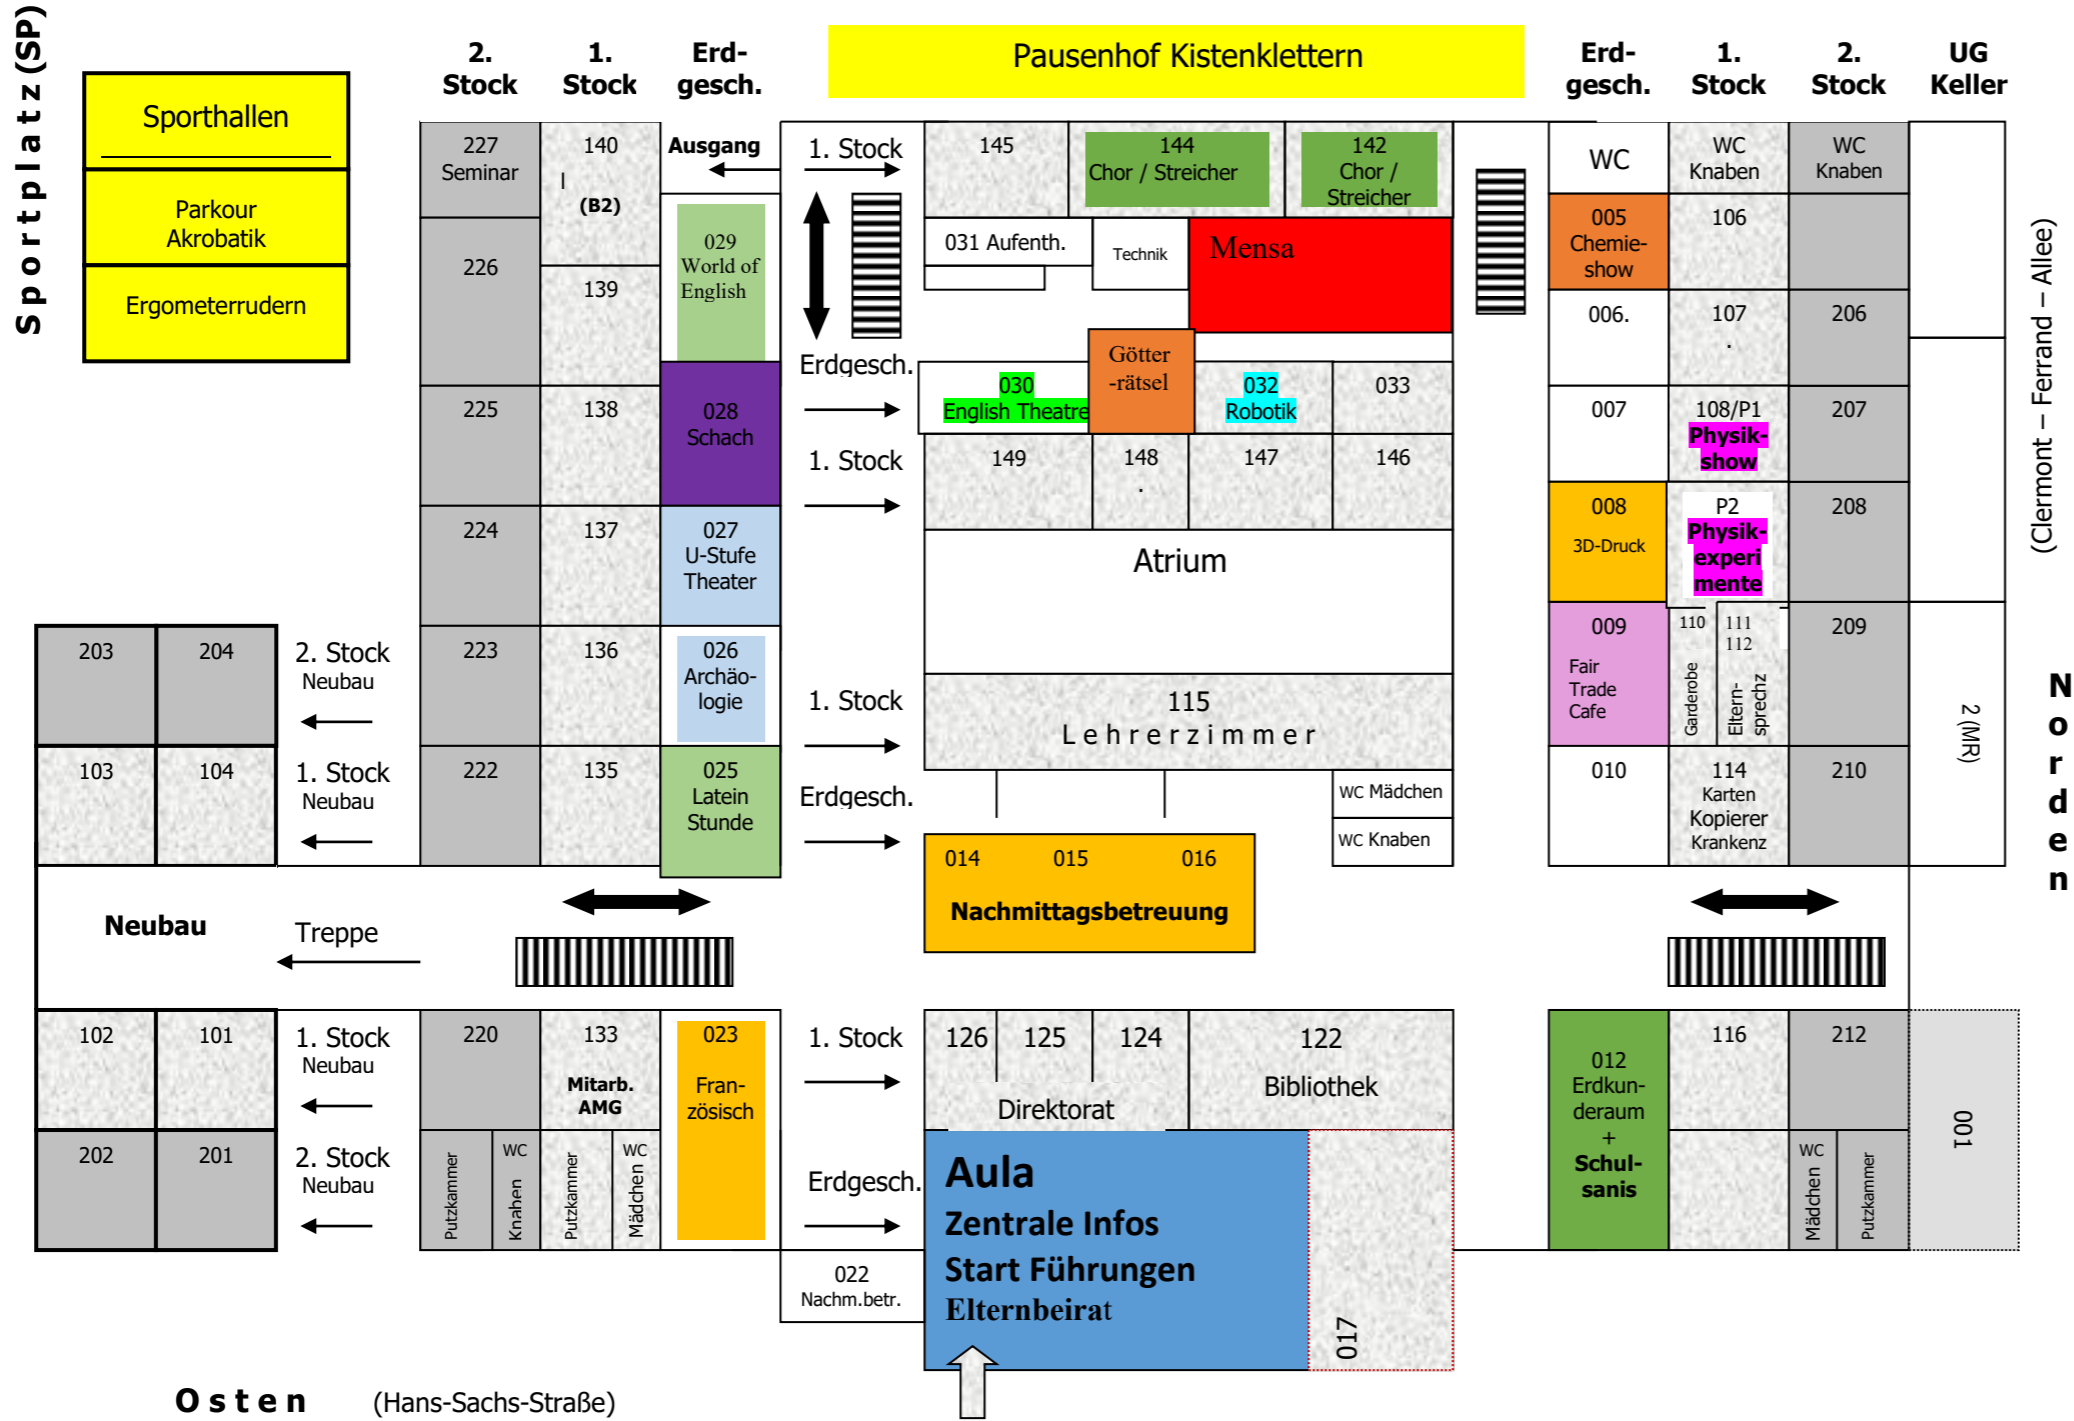 Sportplatz (SP)
Sporthallen
Parkour
Akrobatik
Ergometerrudern
2.
Stock
1.
Stock
Erd-
gesch.
Pausenhof Kistenklettern
Erd-
gesch.
1.
Stock
2.
Stock
UG
Keller
227
Seminar
226
225
224
223
222
140
l
(B2)
139
138
137
136
135
Ausgang
029
World of
English
028
Schach
027
U-Stufe
Theater
026
Archäo-
logie
025
Latein
Stunde
1. Stock
Erdgesch.
1. Stock
1. Stock
Erdgesch.
145
144
Chor / Streicher
142
Chor /
Streicher
031 Aufenth.
Technik
Mensa
030
English Theatre
Götter
-rätsel
032
Robotik
033
149
148
.
147
146
Atrium
115
Lehrerzimmer
WC Mädchen
WC Knaben
014 015 016
Nachmittagsbetreuung
WC
005
Chemie-
show
006.
007
008
3D-Druck
009
Fair
Trade
Cafe
010
WC
Knaben
106
107
.
108/P1
Physik-
show
P2
Physik-
experi
mente
110
Garderobe
111
112
Eltern-
sprechz
114
Karten
Kopierer
Krankenz
WC
Knaben
206
207
208
209
210
2 (MR)
(Clermont – Ferrand – Allee)
Norden
203
204
2. Stock
Neubau
103
104
1. Stock
Neubau
Neubau
Treppe
102
101
1. Stock
Neubau
202
201
2. Stock
Neubau
220
Putzkammer
WC
Knaben
133
Mitarb.
AMG
Putzkammer
WC
Mädchen
023
Fran-
zösisch
1. Stock
Erdgesch.
022
Nachm.betr.
126
125
124
Direktorat
122
Bibliothek
Aula
Zentrale Infos
Start Führungen
Elternbeirat
017
012
Erdkun-
deraum
+
Schul-
sanis
116
212
WC
Mädchen
Putzkammer
001
Osten (Hans-Sachs-Straße)